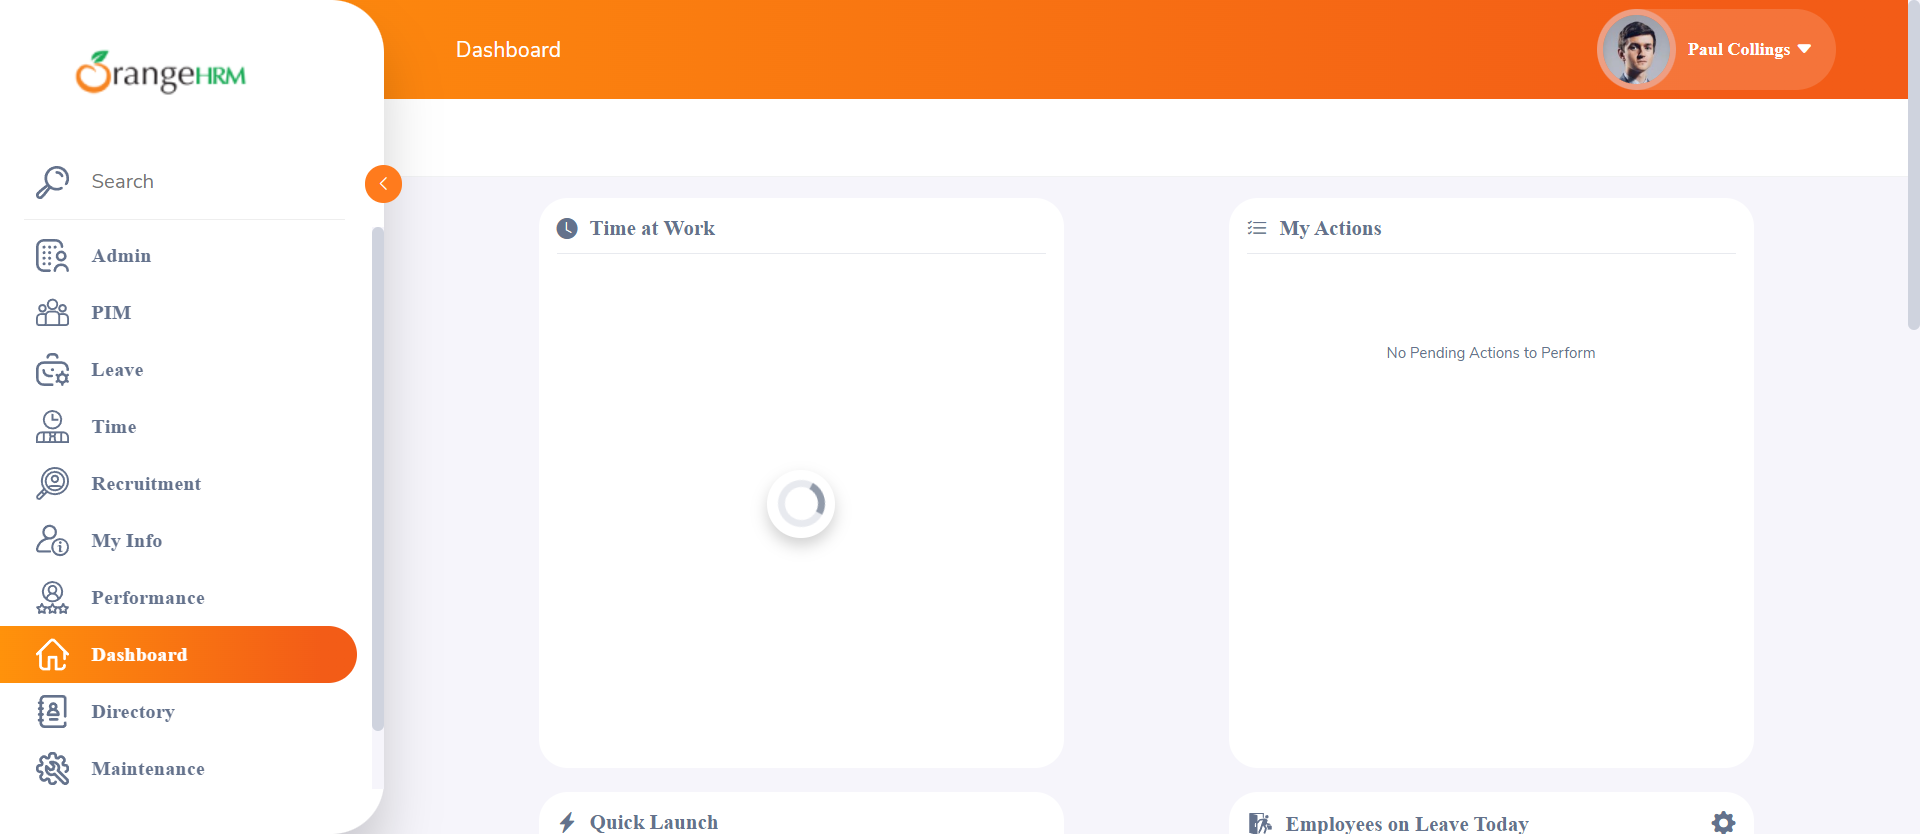 OrangeHRM
Dashboard
Paul Collings
Search
Admin
PIM
Leave
Time
Recruitment
My Info
Performance
Dashboard
Directory
Maintenance
Time at Work
My Actions
No Pending Actions to Perform
Quick Launch
Employees on Leave Today